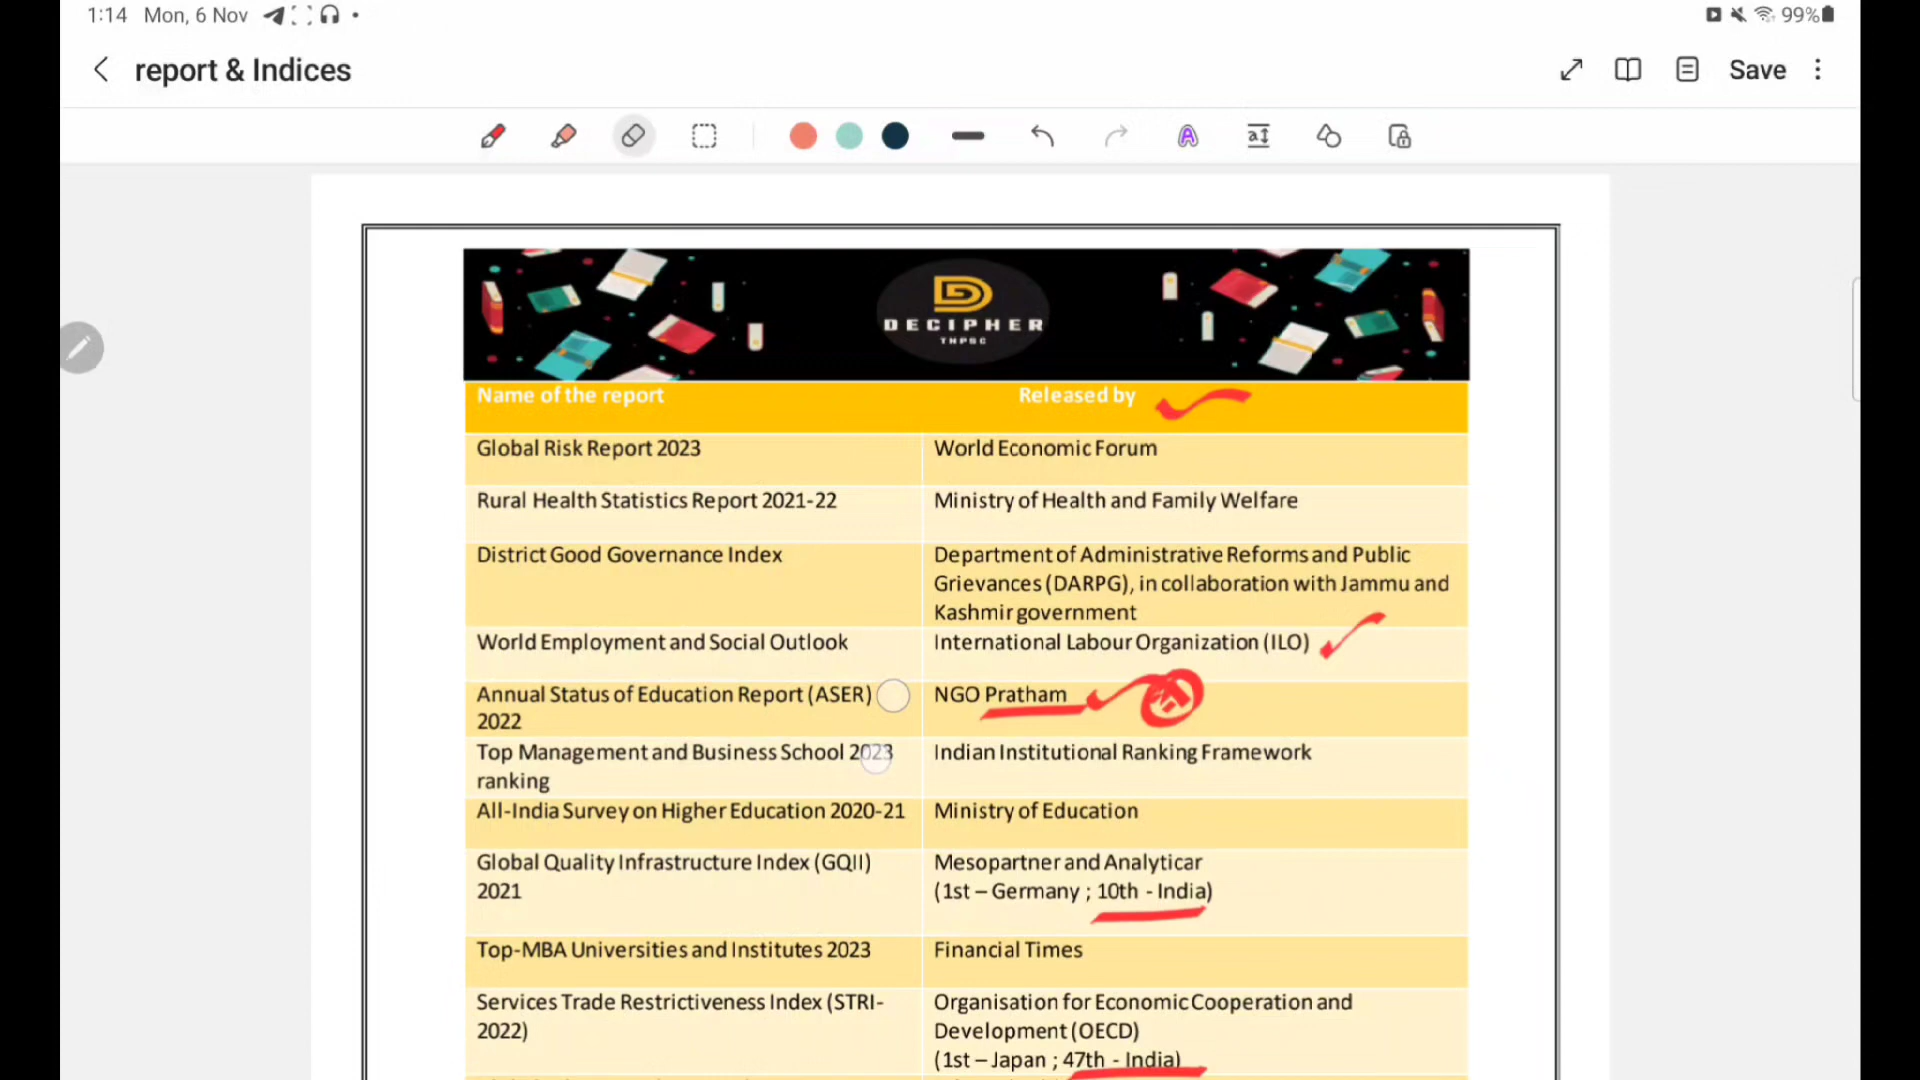 1:14 Mon, 6 Nov
99%
report & Indices
Save
DECIPHER
TNPSC
Name of the report
Released by
Global Risk Report 2023
World Economic Forum
Rural Health Statistics Report 2021-22
Ministry of Health and Family Welfare
District Good Governance Index
Department of Administrative Reforms and Public
Grievances (DARPG), in collaboration with Jammu and
Kashmir government
World Employment and Social Outlook
International Labour Organization (ILO)
Annual Status of Education Report (ASER)
2022
NGO Pratham
Top Management and Business School 2023
ranking
Indian Institutional Ranking Framework
All-India Survey on Higher Education 2020-21
Ministry of Education
Global Quality Infrastructure Index (GQII)
2021
Mesopartner and Analyticar
(1st – Germany ; 10th - India)
Top-MBA Universities and Institutes 2023
Financial Times
Services Trade Restrictiveness Index (STRI-
2022)
Organisation for Economic Cooperation and
Development (OECD)
(1st – Japan ; 47th - India)